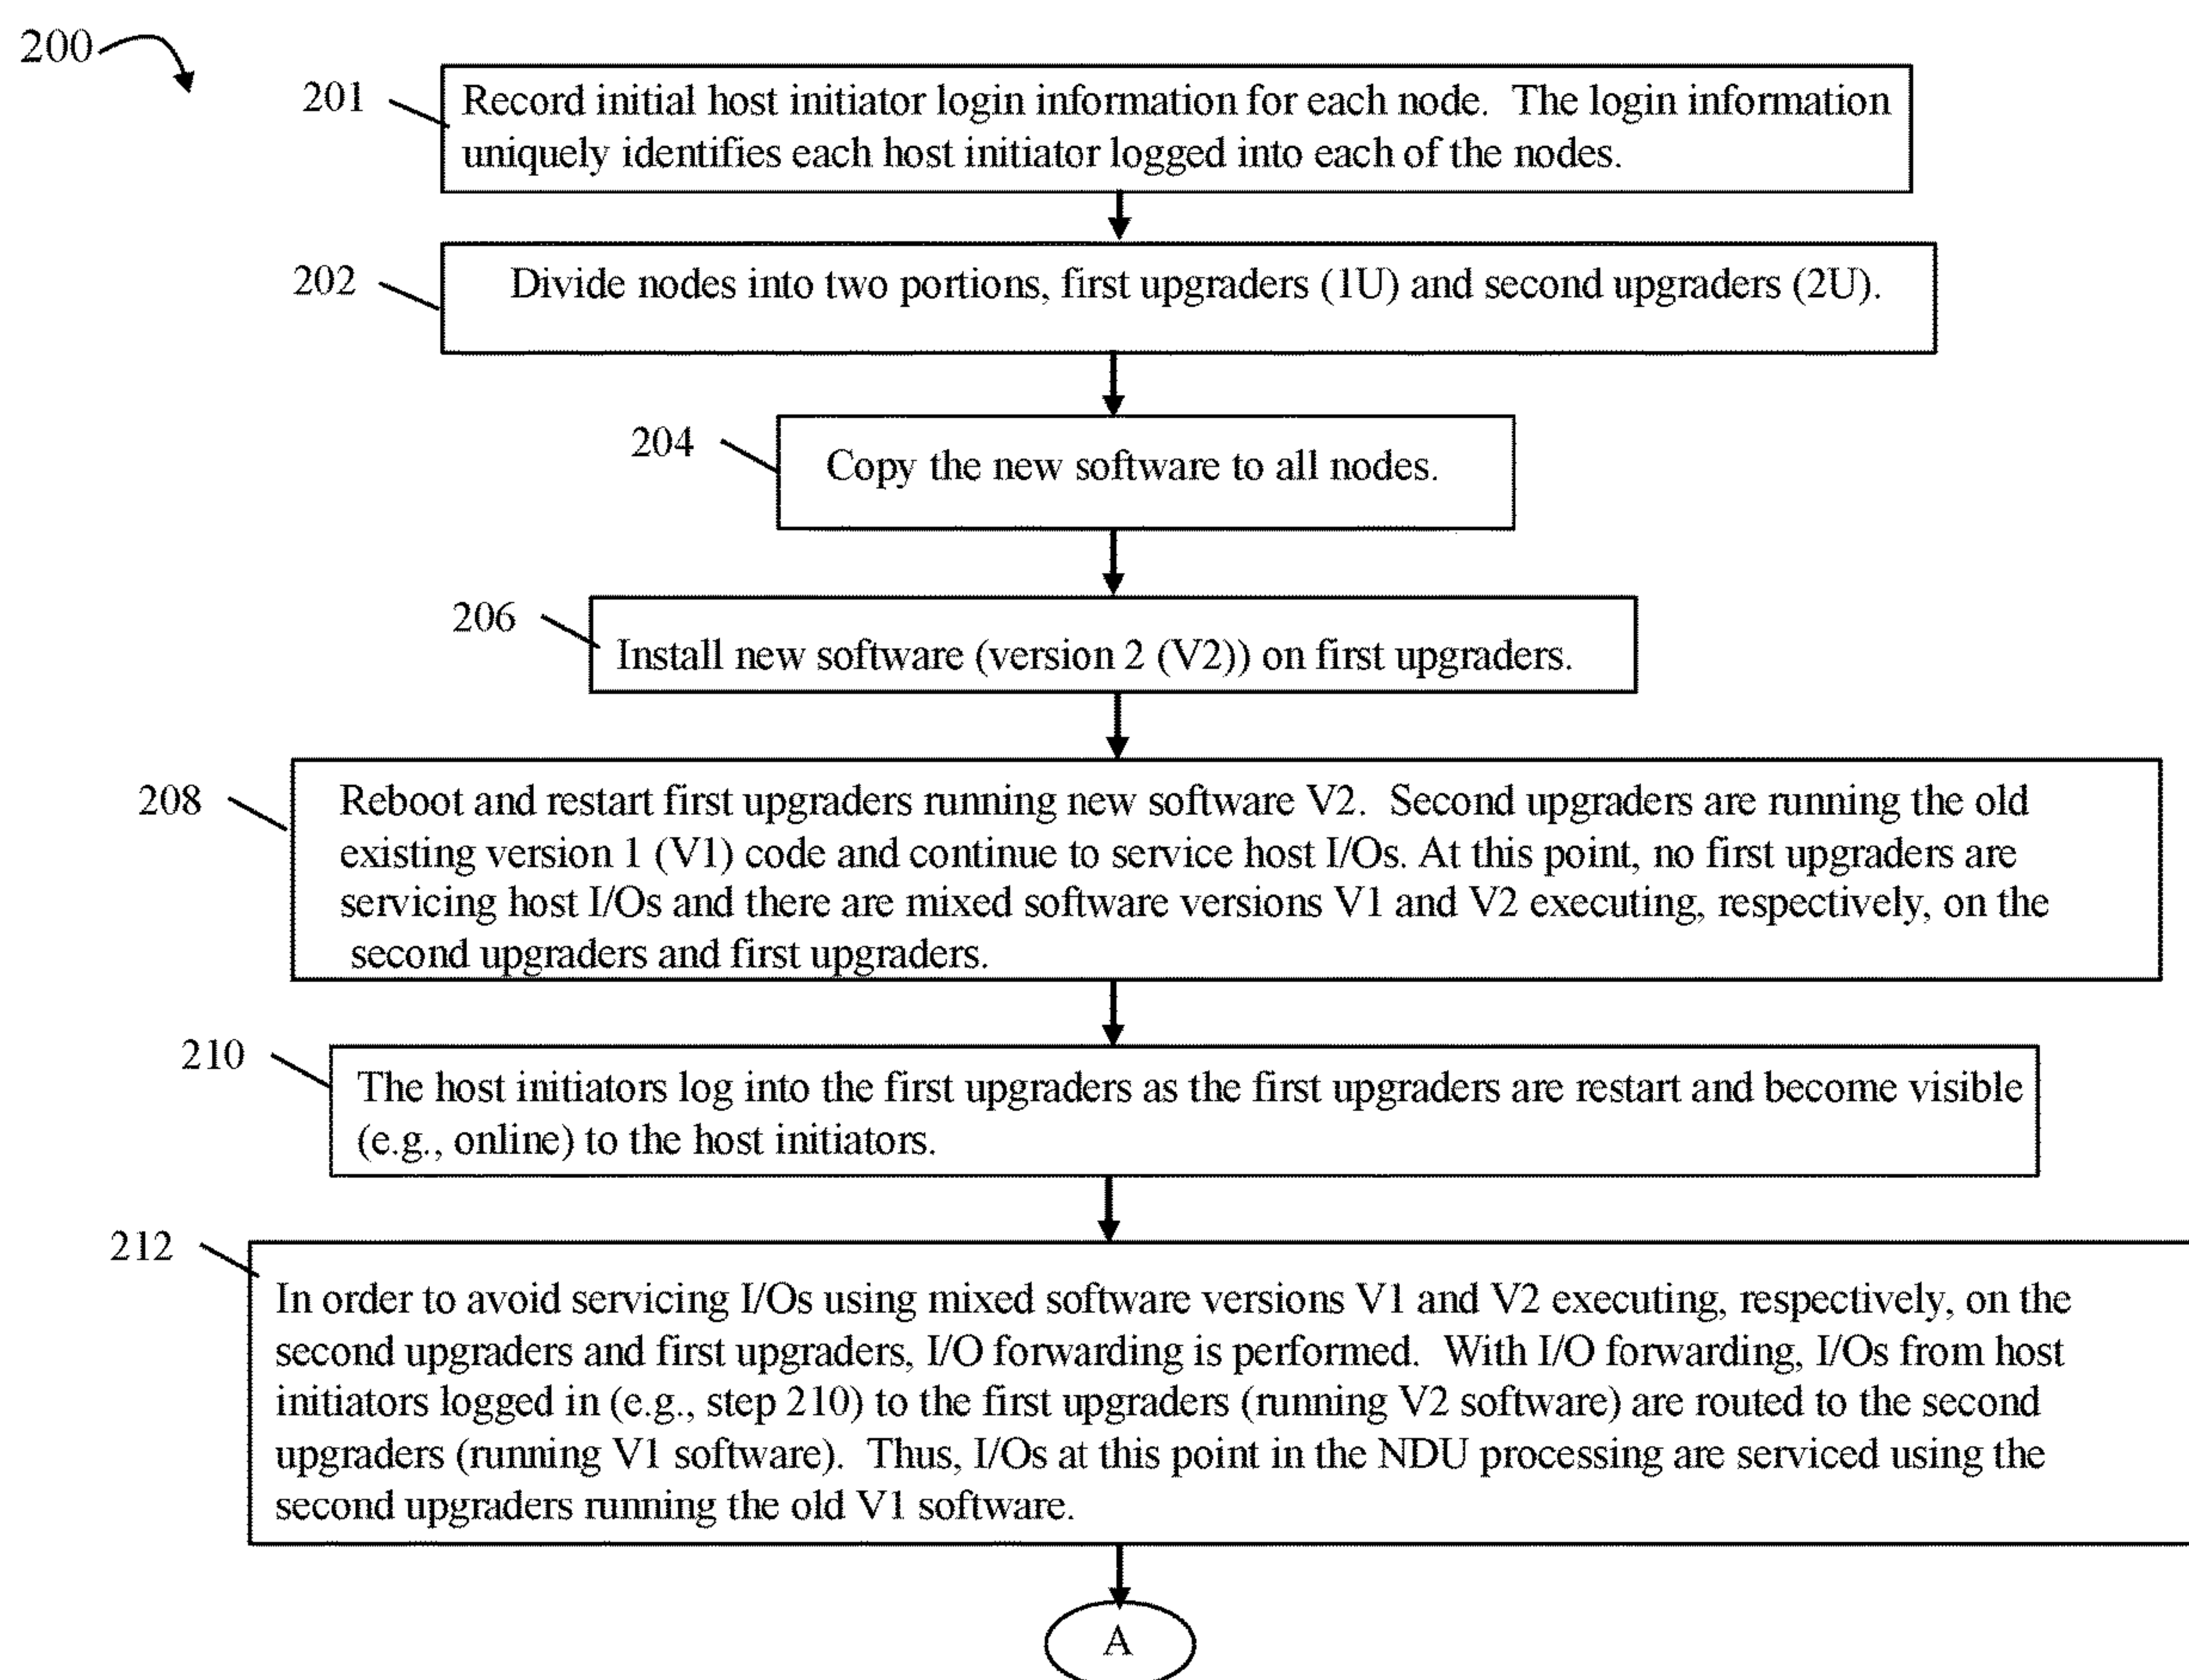 200
201
Record initial host initiator login information for each node. The login information
uniquely identifies each host initiator logged into each of the nodes.
202
Divide nodes into two portions, first upgraders (1U) and second upgraders (2U).
204
Copy the new software to all nodes.
206
Install new software (version 2 (V2)) on first upgraders.
208
Reboot and restart first upgraders running new software V2. Second upgraders are running the old
existing version 1 (V1) code and continue to service host I/Os. At this point, no first upgraders are
servicing host I/Os and there are mixed software versions V1 and V2 executing, respectively, on the
second upgraders and first upgraders.
210
The host initiators log into the first upgraders as the first upgraders are restart and become visible
(e.g., online) to the host initiators.
212
In order to avoid servicing I/Os using mixed software versions V1 and V2 executing, respectively, on the
second upgraders and first upgraders, I/O forwarding is performed. With I/O forwarding, I/Os from host
initiators logged in (e.g., step 210) to the first upgraders (running V2 software) are routed to the second
upgraders (running V1 software). Thus, I/Os at this point in the NDU processing are serviced using the
second upgraders running the old V1 software.
A